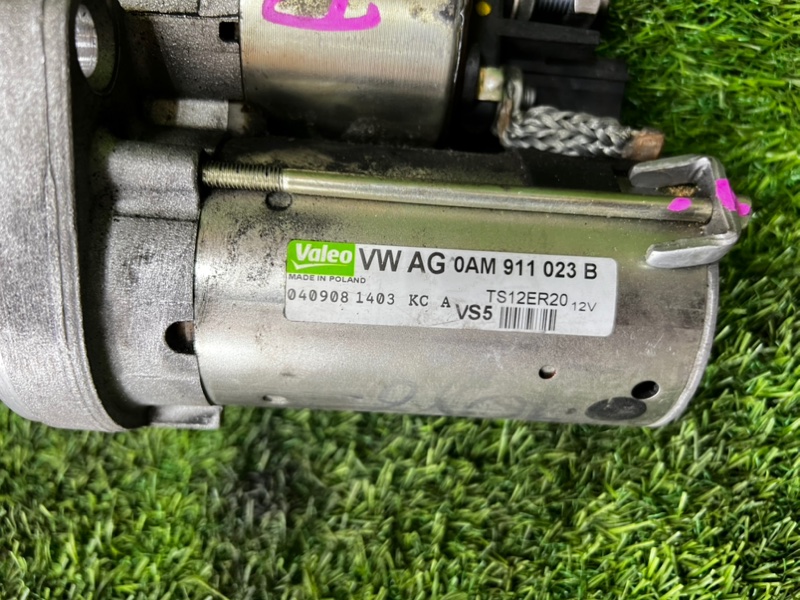 Valeo VW AG 0AM 911 023 B
MADE IN POLAND
040908 1403 KC A TS12ER20 12V
VS5